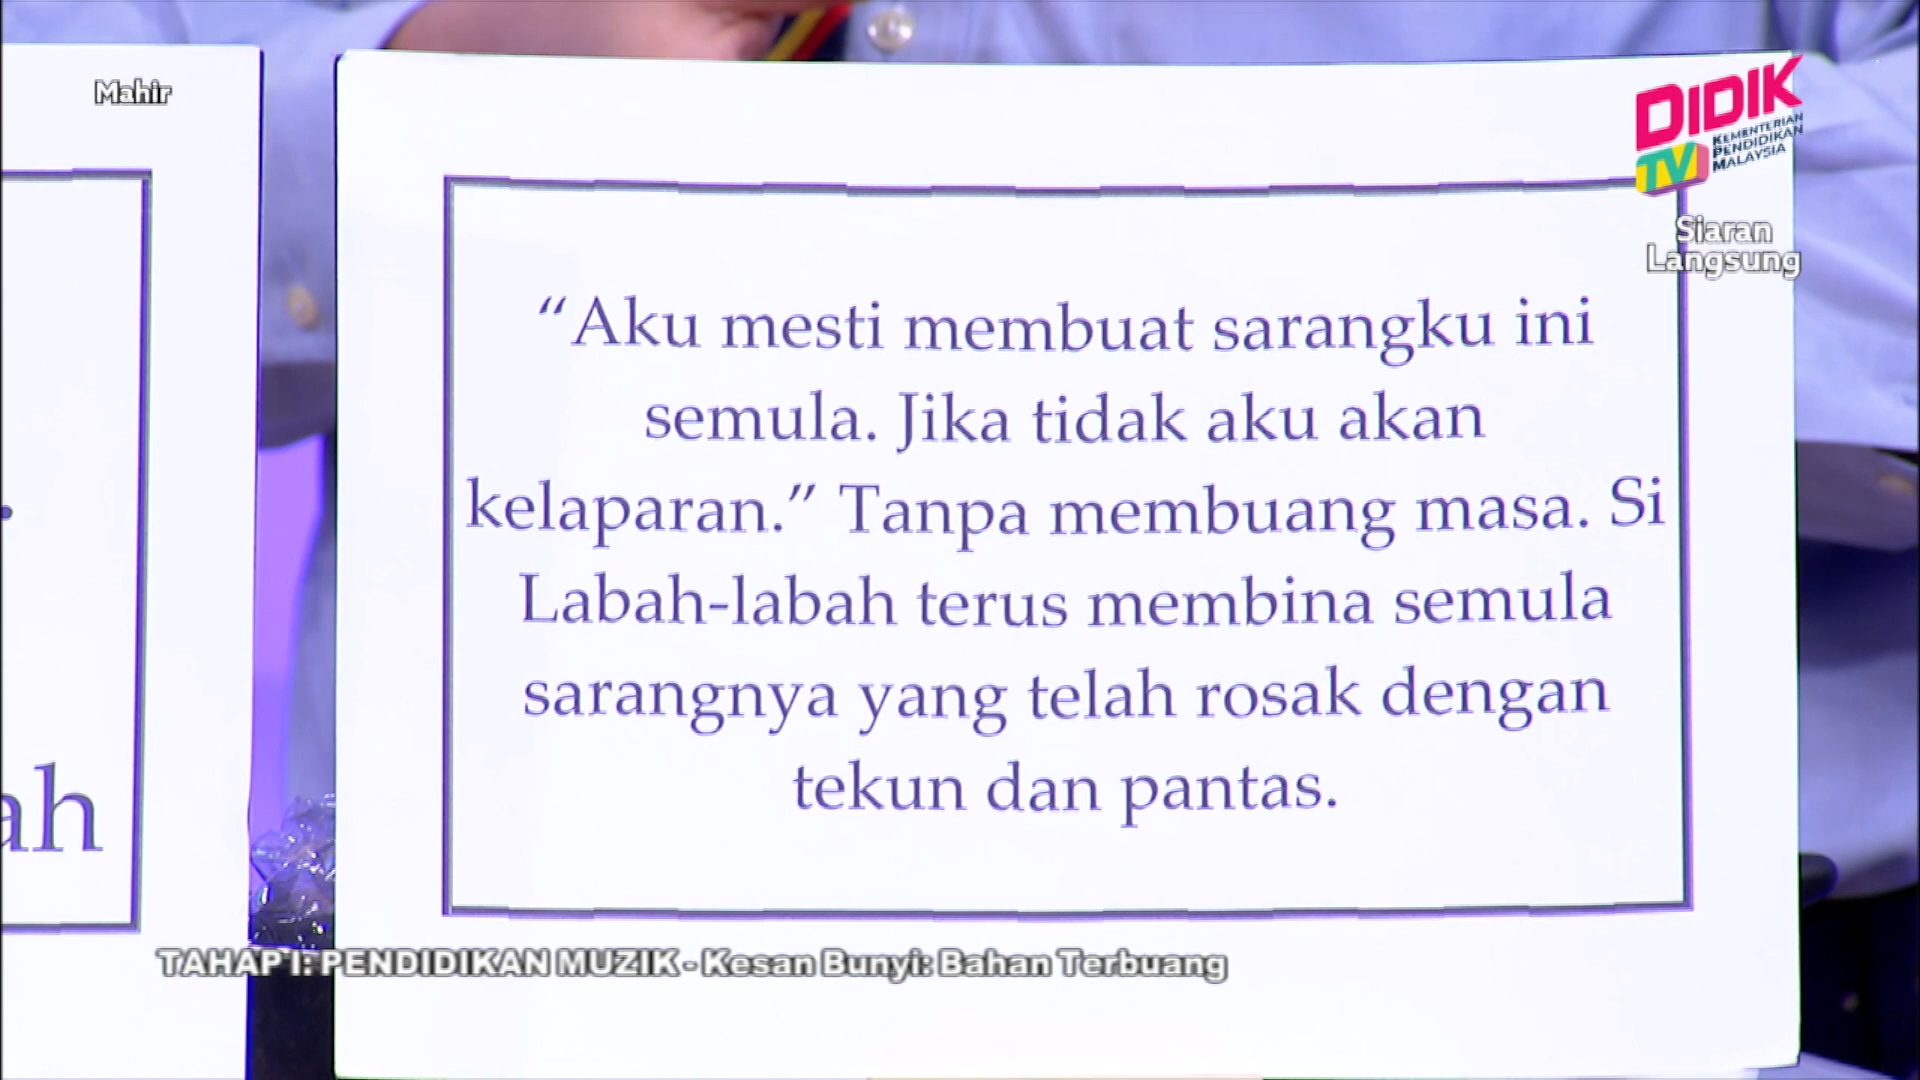 Mahir
DIDIK
TV
KEMENTERIAN
PENDIDIKAN
MALAYSIA
Siaran
Langsung
“Aku mesti membuat sarangku ini
semula. Jika tidak aku akan
kelaparan.” Tanpa membuang masa. Si
Labah-labah terus membina semula
sarangnya yang telah rosak dengan
tekun dan pantas.
ah
TAHAP I: PENDIDIKAN MUZIK - Kesan Bunyi: Bahan Terbuang